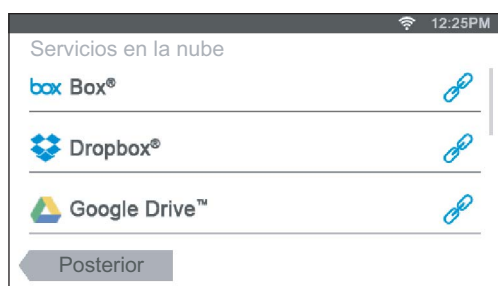 12:25PM
Servicios en la nube
box Box®
Dropbox®
Google Drive™
Posterior